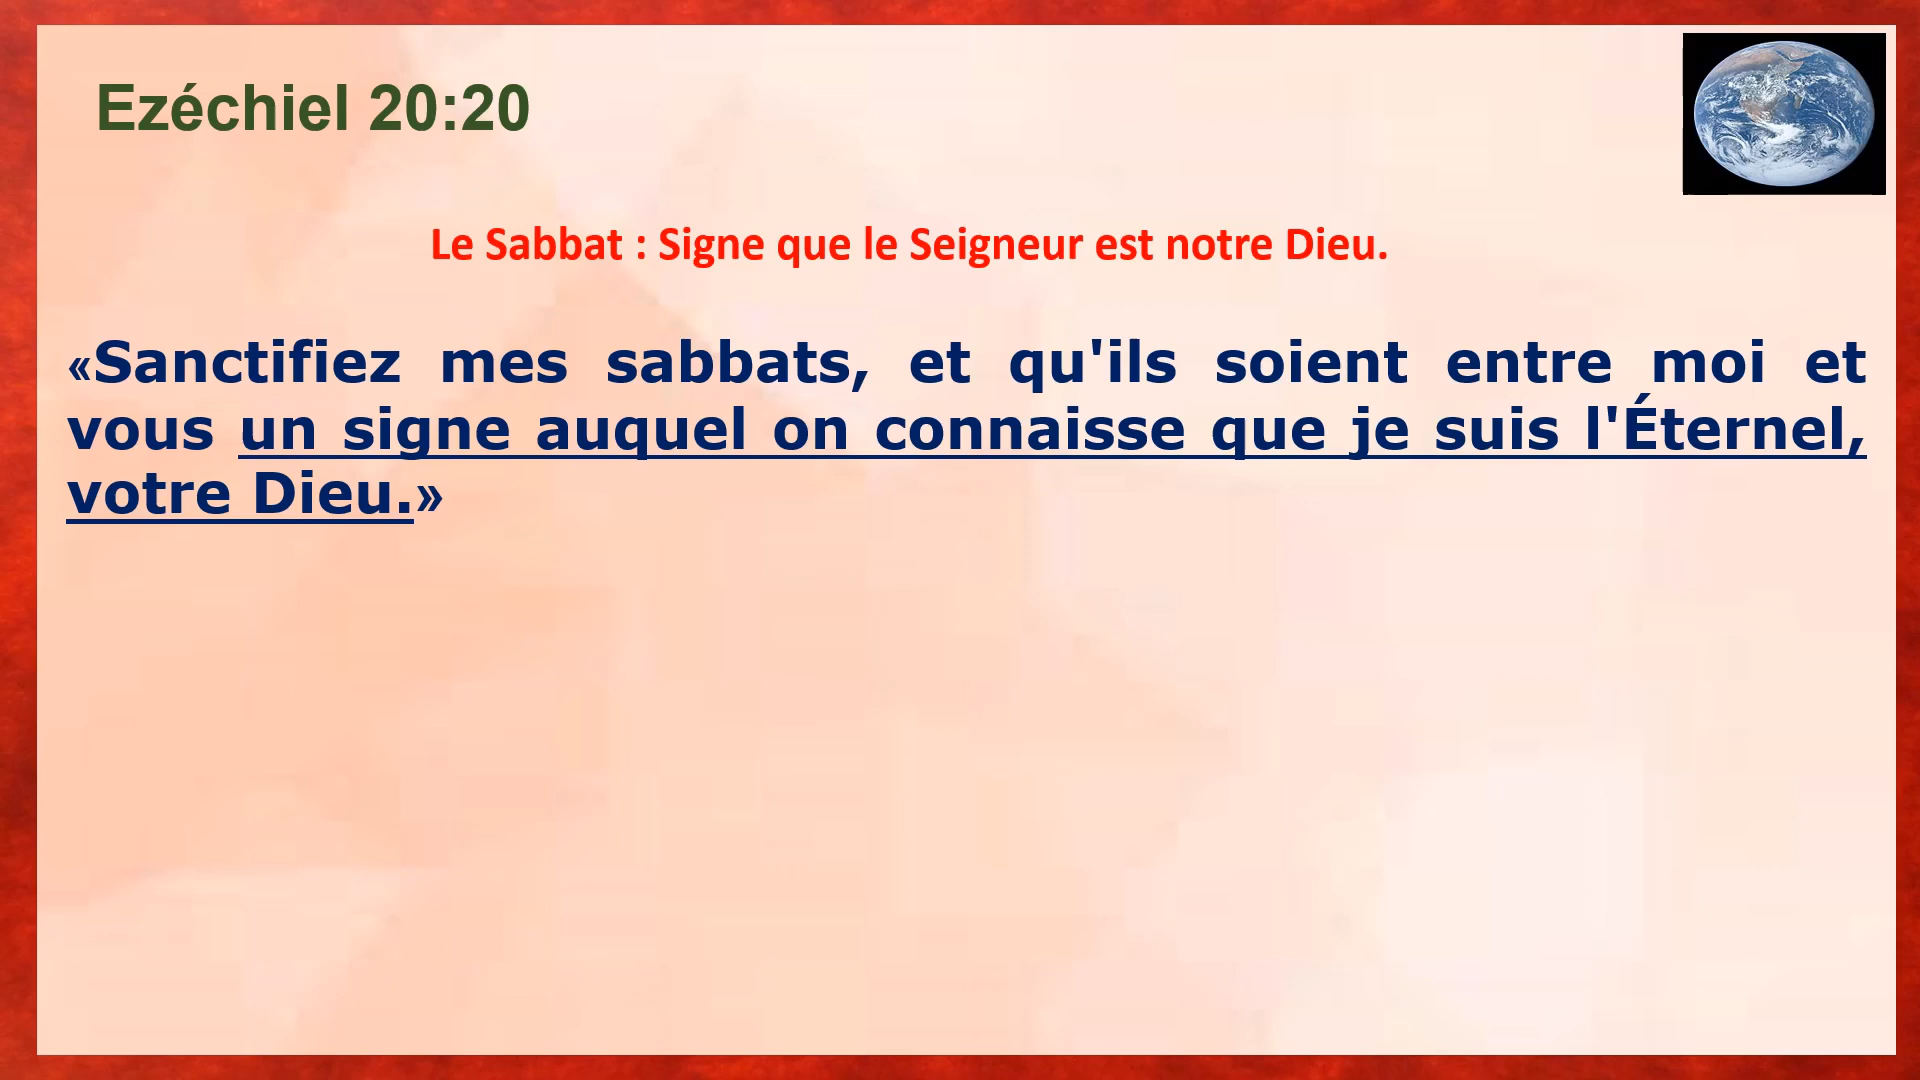 Ezéchiel 20:20
Le Sabbat : Signe que le Seigneur est notre Dieu.
«Sanctifiez mes sabbats, et qu'ils soient entre moi et
vous un signe auquel on connaisse que je suis l'Éternel,
votre Dieu.»